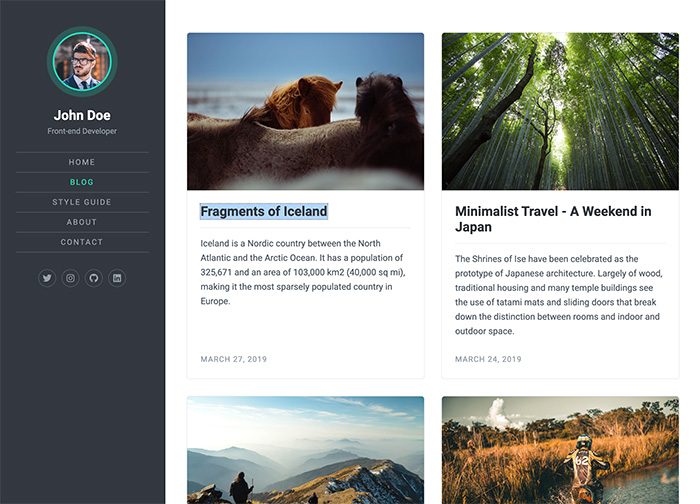 John Doe
Front-end Developer
HOME
BLOG
STYLE GUIDE
ABOUT
CONTACT
Fragments of Iceland
Iceland is a Nordic country between the North
Atlantic and the Arctic Ocean. It has a population of
325,671 and an area of 103,000 km2 (40,000 sq mi),
making it the most sparsely populated country in
Europe.
MARCH 27, 2019
Minimalist Travel - A Weekend in
Japan
The Shrines of Ise have been celebrated as the
prototype of Japanese architecture. Largely of wood,
traditional housing and many temple buildings see
the use of tatami mats and sliding doors that break
down the distinction between rooms and indoor and
outdoor space.
MARCH 24, 2019
62